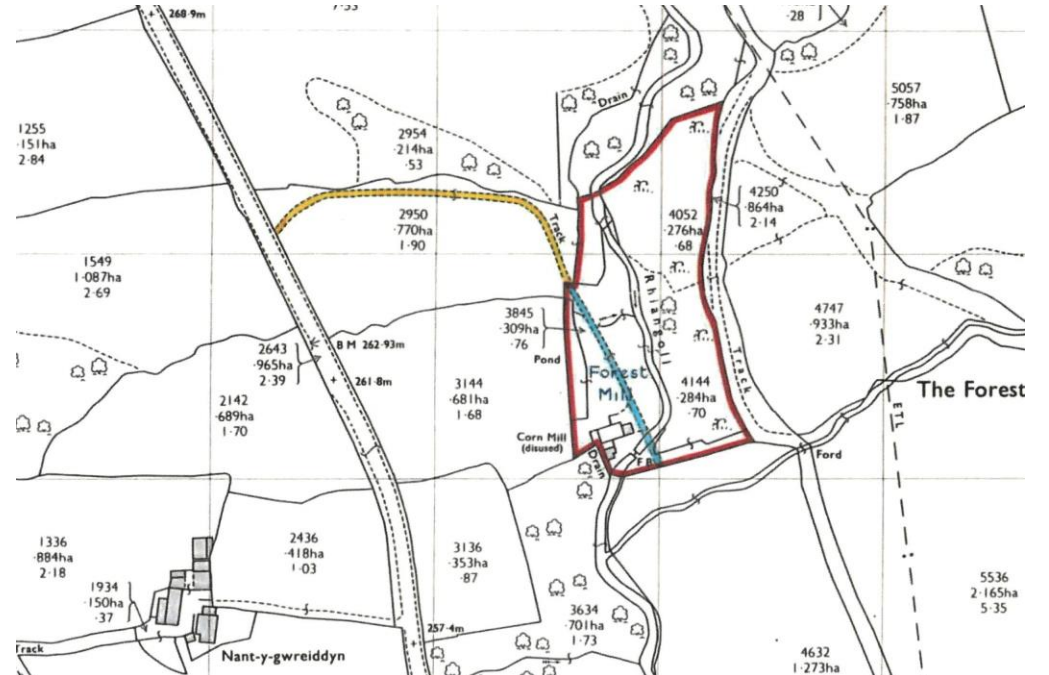 268·9m
7·53
·28
1255
·151ha
2·84
2954
·214ha
·53
Drain
5057
·758ha
1·87
2950
·770ha
1·90
Track
4052
·276ha
·68
4250
·864ha
2·14
1549
1·087ha
2·69
Rhiangoll
3845
·309ha
·76
Pond
4747
·933ha
2·31
B M 262·93m
2643
·965ha
2·39
261·8m
2142
·689ha
1·70
3144
·681ha
1·68
Forest
Mill
4144
·284ha
·70
Track
The Forest
ETL
Corn Mill
(disused)
Drain
F B
Ford
1336
·884ha
2·18
2436
·418ha
1·03
3136
·353ha
·87
1934
·150ha
·37
5536
2·165ha
5·35
3634
·701ha
1·73
257·4m
Track
Nant-y-gwreiddyn
4632
1·273ha